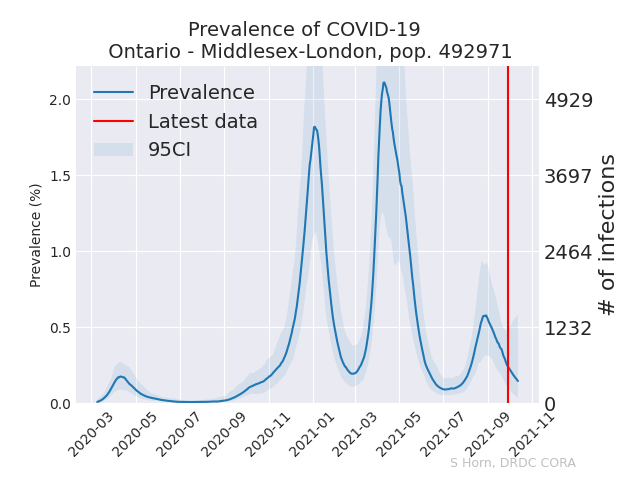 Prevalence of COVID-19
Ontario - Middlesex-London, pop. 492971
Prevalence
Latest data
95CI
Prevalence (%)
2.0
1.5
1.0
0.5
0.0
4929
3697
2464
1232
0
# of infections
2020-03
2020-05
2020-07
2020-09
2020-11
2021-01
2021-03
2021-05
2021-07
2021-09
2021-11
S Horn, DRDC CORA